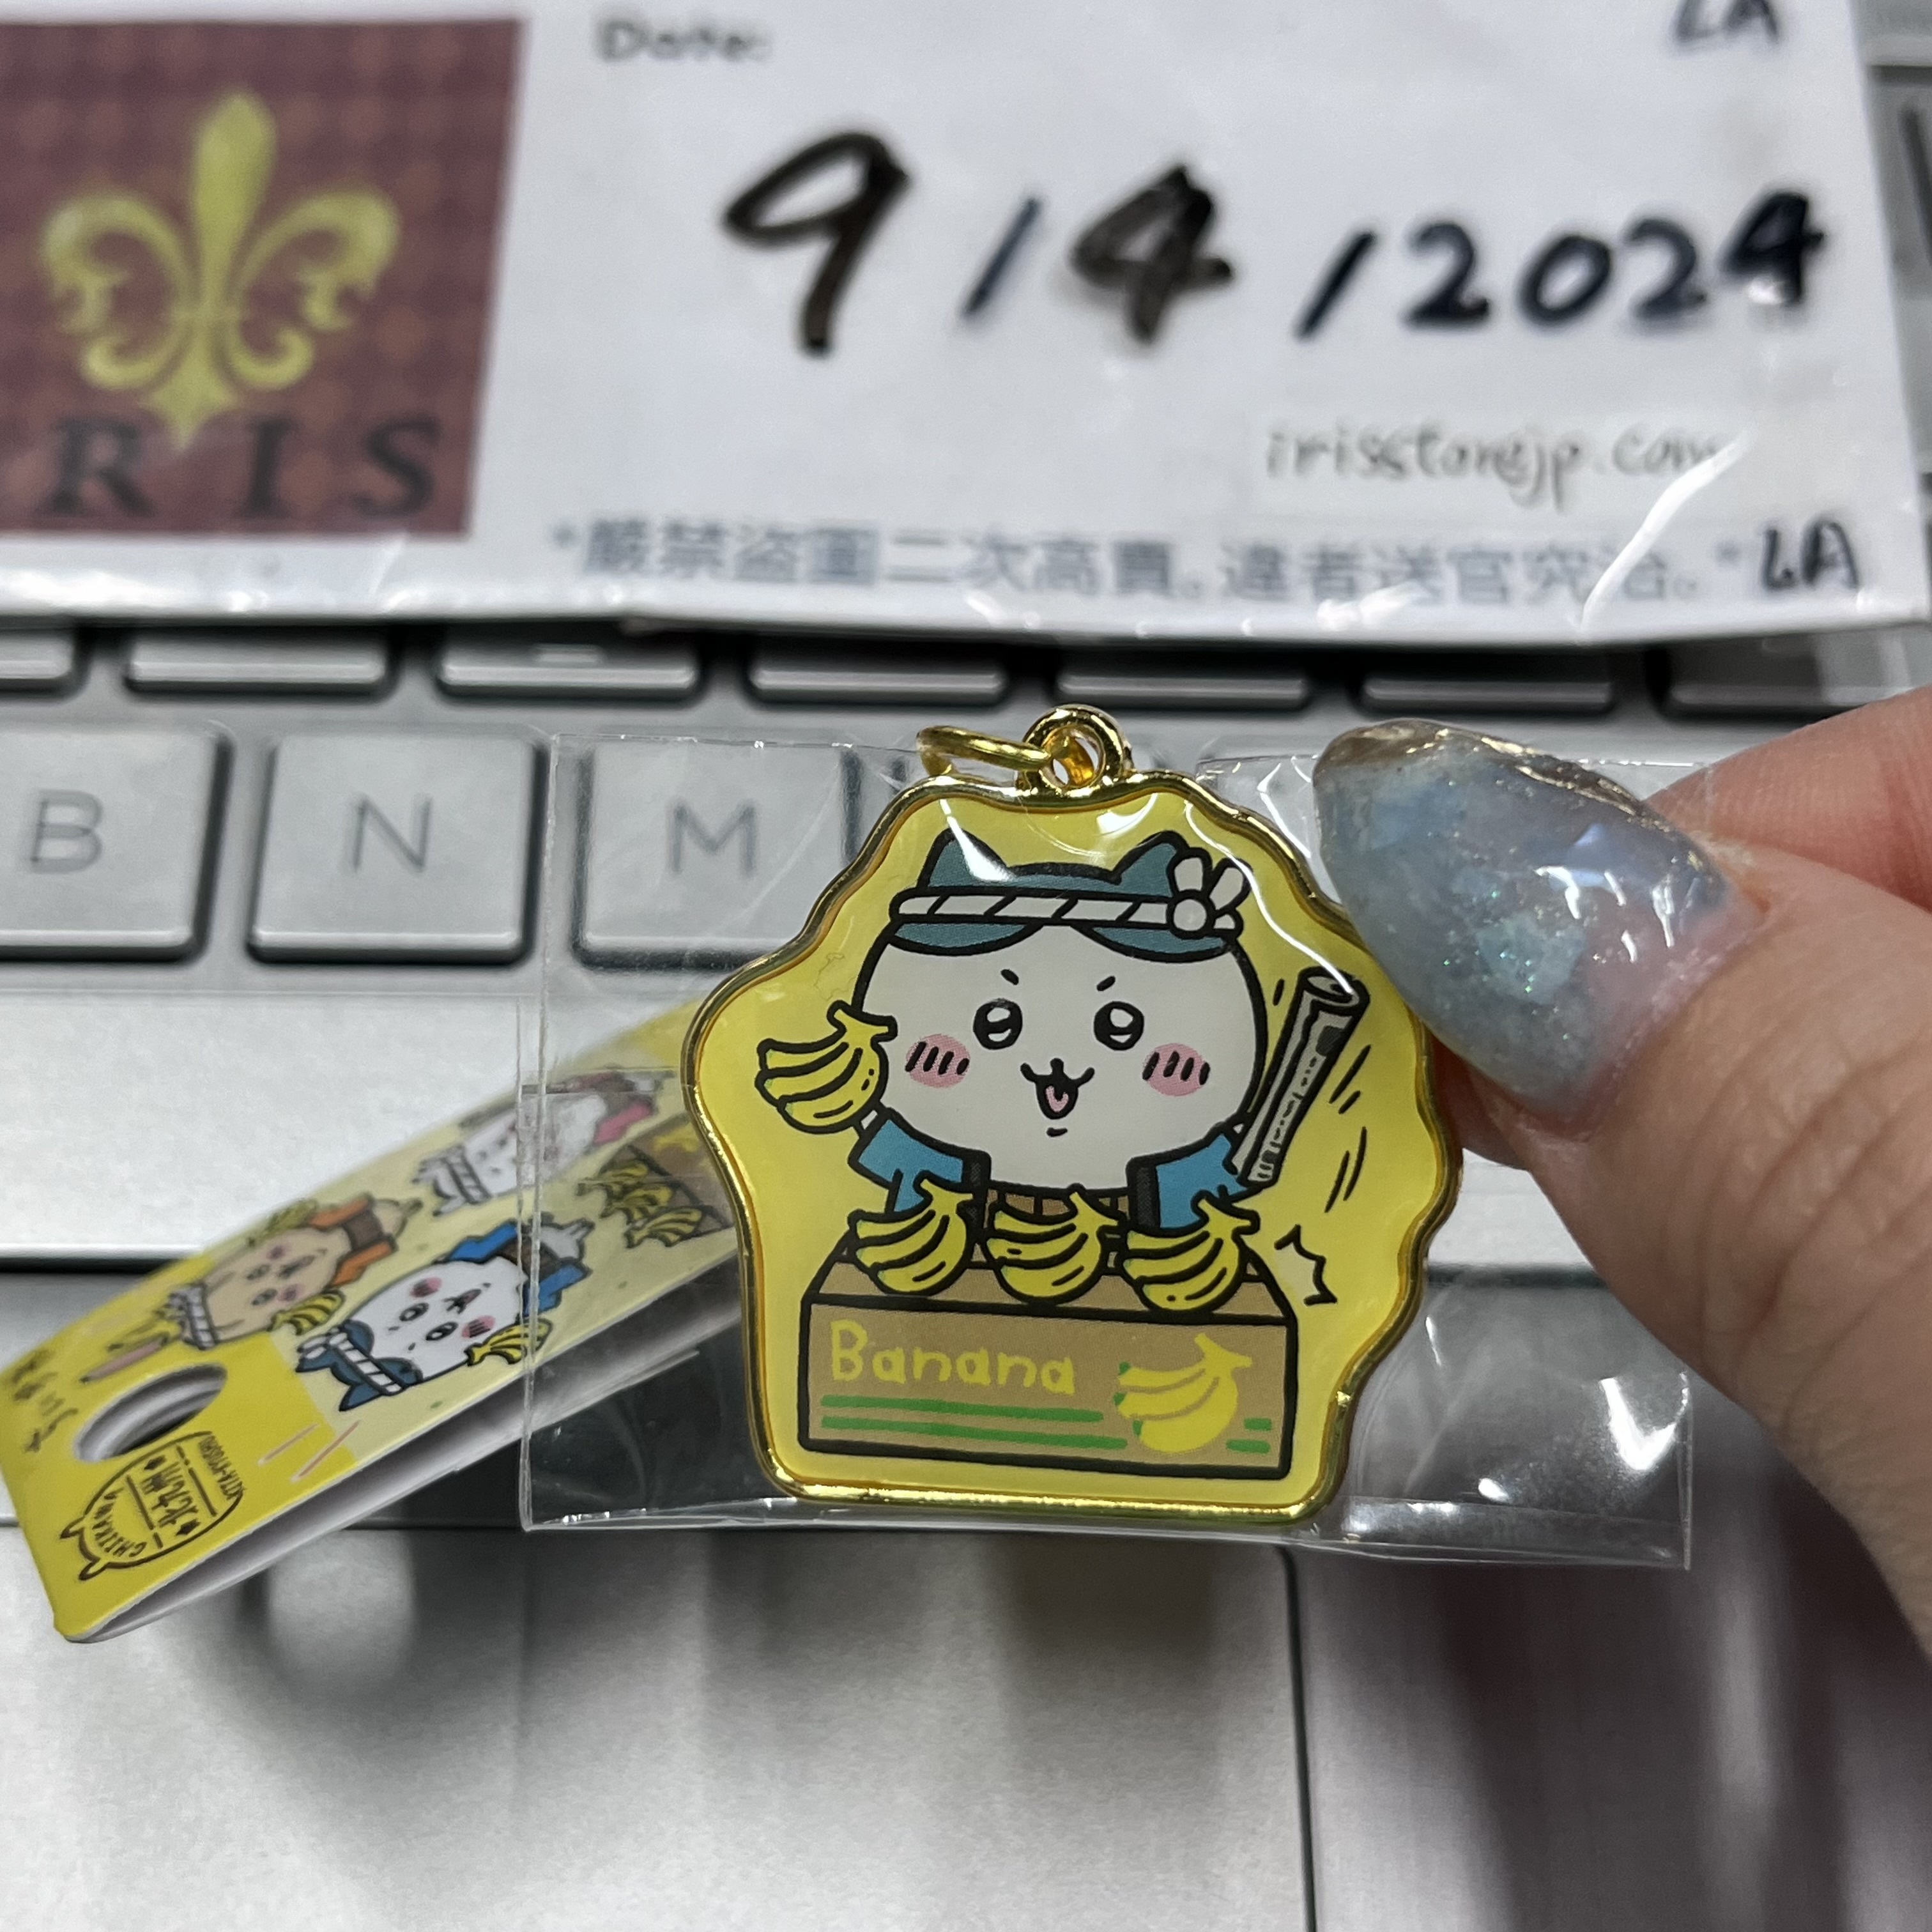 Date:
LA
9/4/2024
RIS
irisstorejp.com
*嚴禁盜圖二次高賣。違者送官究治。*
LA
B
N
M
Banana
CHIIKAWA